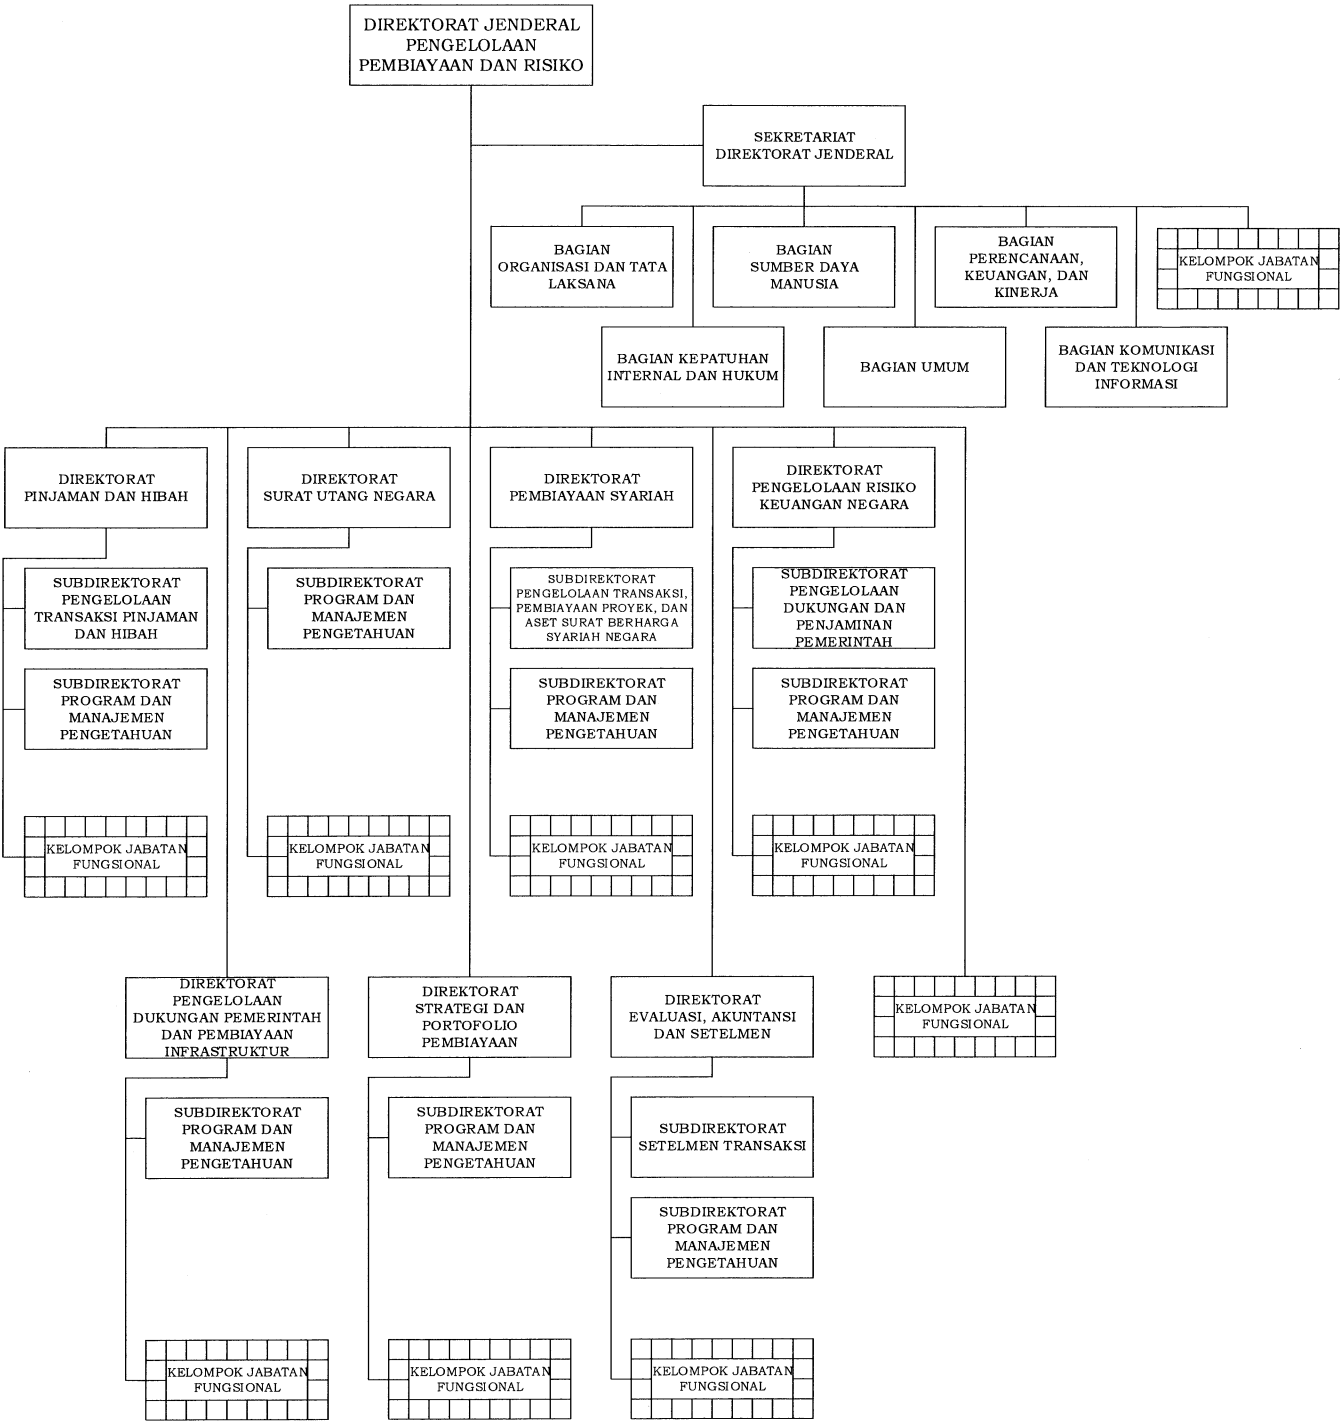 DIREKTORAT JENDERAL
PENGELOLAAN
PEMBIAYAAN DAN RISIKO
SEKRETARIAT
DIREKTORAT JENDERAL
BAGIAN
ORGANISASI DAN TATA
LAKSANA
BAGIAN
SUMBER DAYA
MANUSIA
BAGIAN
PERENCANAAN,
KEUANGAN, DAN
KINERJA
KELOMPOK JABATAN
FUNGSIONAL
BAGIAN KEPATUHAN
INTERNAL DAN HUKUM
BAGIAN UMUM
BAGIAN KOMUNIKASI
DAN TEKNOLOGI
INFORMASI
DIREKTORAT
PINJAMAN DAN HIBAH
DIREKTORAT
SURAT UTANG NEGARA
DIREKTORAT
PEMBIAYAAN SYARIAH
DIREKTORAT
PENGELOLAAN RISIKO
KEUANGAN NEGARA
SUBDIREKTORAT
PENGELOLAAN
TRANSAKSI PINJAMAN
DAN HIBAH
SUBDIREKTORAT
PROGRAM DAN
MANAJEMEN
PENGETAHUAN
SUBDIREKTORAT
PENGELOLAAN TRANSAKSI,
PEMBIAYAAN PROYEK, DAN
ASET SURAT BERHARGA
SYARIAH NEGARA
SUBDIREKTORAT
PENGELOLAAN
DUKUNGAN DAN
PENJAMINAN
PEMERINTAH
SUBDIREKTORAT
PROGRAM DAN
MANAJEMEN
PENGETAHUAN
SUBDIREKTORAT
PROGRAM DAN
MANAJEMEN
PENGETAHUAN
SUBDIREKTORAT
PROGRAM DAN
MANAJEMEN
PENGETAHUAN
KELOMPOK JABATAN
FUNGSIONAL
KELOMPOK JABATAN
FUNGSIONAL
KELOMPOK JABATAN
FUNGSIONAL
KELOMPOK JABATAN
FUNGSIONAL
DIREKTORAT
PENGELOLAAN
DUKUNGAN PEMERINTAH
DAN PEMBIAYAAN
INFRASTRUKTUR
DIREKTORAT
STRATEGI DAN
PORTOFOLIO
PEMBIAYAAN
DIREKTORAT
EVALUASI, AKUNTANSI
DAN SETELMEN
KELOMPOK JABATAN
FUNGSIONAL
SUBDIREKTORAT
PROGRAM DAN
MANAJEMEN
PENGETAHUAN
SUBDIREKTORAT
PROGRAM DAN
MANAJEMEN
PENGETAHUAN
SUBDIREKTORAT
SETELMEN TRANSAKSI
SUBDIREKTORAT
PROGRAM DAN
MANAJEMEN
PENGETAHUAN
KELOMPOK JABATAN
FUNGSIONAL
KELOMPOK JABATAN
FUNGSIONAL
KELOMPOK JABATAN
FUNGSIONAL